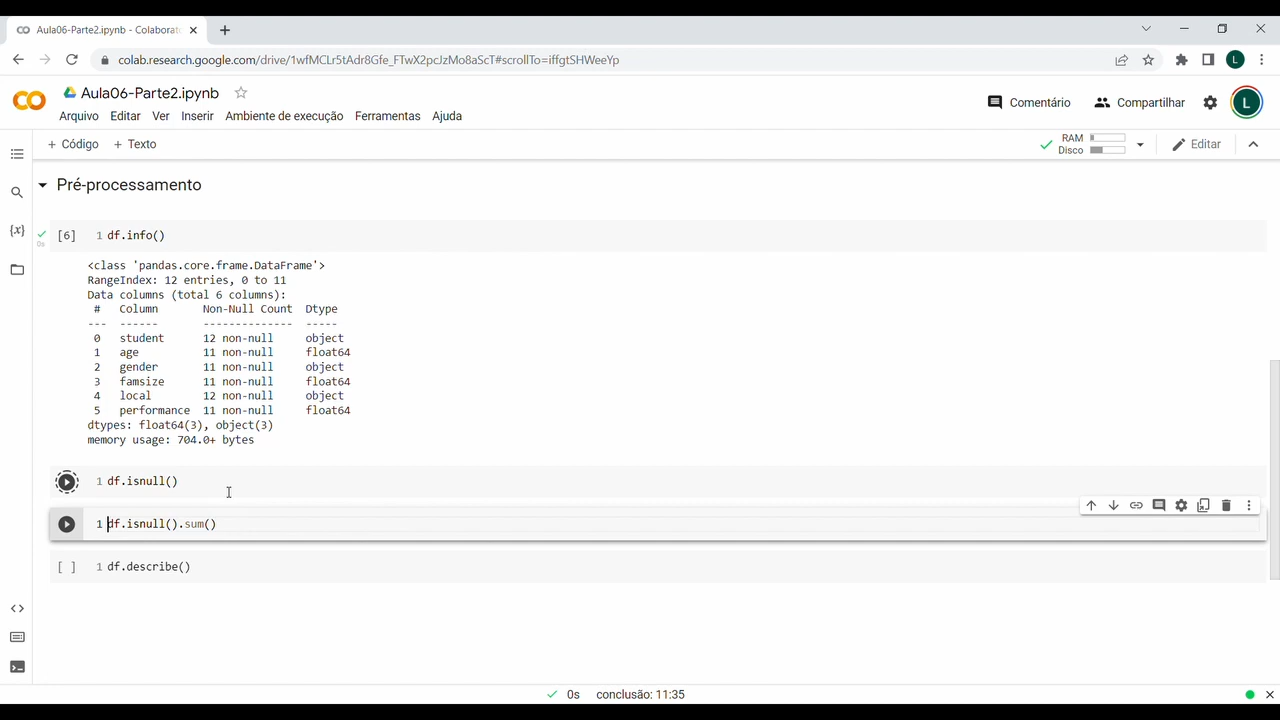 Aula06-Parte2.ipynb - Colaborat
colab.research.google.com/drive/1wfMCLr5tAdr8Gfe_FTwX2pcJzMo8aScT#scrollTo=iffgtSHWeeYp
L
Aula06-Parte2.ipynb
Comentário Compartilhar L
Arquivo Editar Ver Inserir Ambiente de execução Ferramentas Ajuda
+ Código + Texto
RAM
Disco
Editar
Pré-processamento
[6] 1 df.info()
0s
<class 'pandas.core.frame.DataFrame'>
RangeIndex: 12 entries, 0 to 11
Data columns (total 6 columns):
# Column Non-Null Count Dtype
--- ------ -------------- -----
0 student 12 non-null object
1 age 11 non-null float64
2 gender 11 non-null object
3 famsize 11 non-null float64
4 local 12 non-null object
5 performance 11 non-null float64
dtypes: float64(3), object(3)
memory usage: 704.0+ bytes
1 df.isnull()
1 df.isnull().sum()
[ ] 1 df.describe()
0s conclusão: 11:35